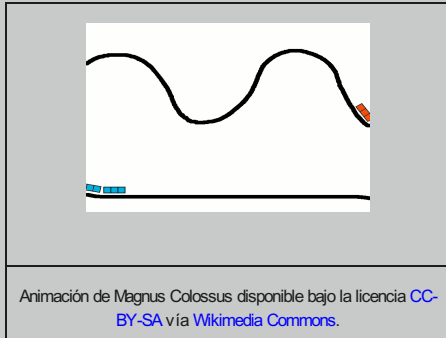 Animación de Magnus Colossus disponible bajo la licencia CC-
BY-SA vía Wikimedia Commons.